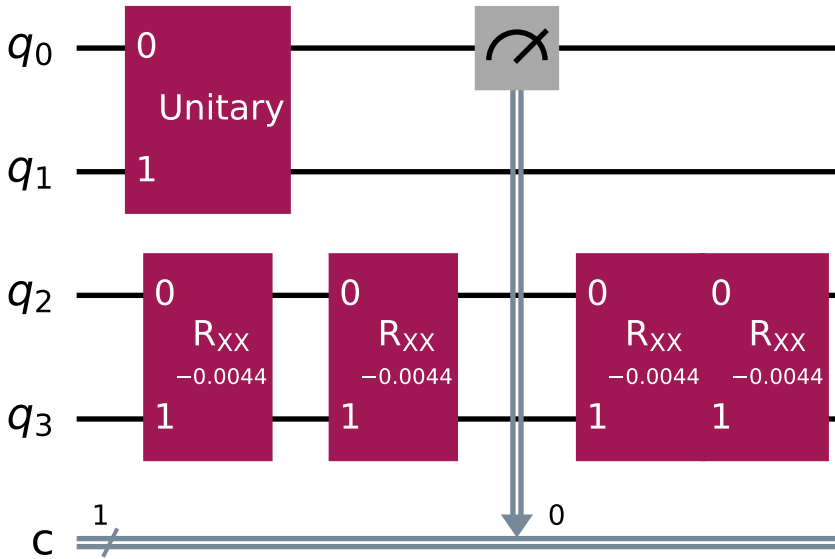 q0 0
Unitary
q1 1
q2 0 0 0 0
RXX RXX RXX RXX
−0.0044 −0.0044 −0.0044 −0.0044
q3 1 1 1 1
1 0
c